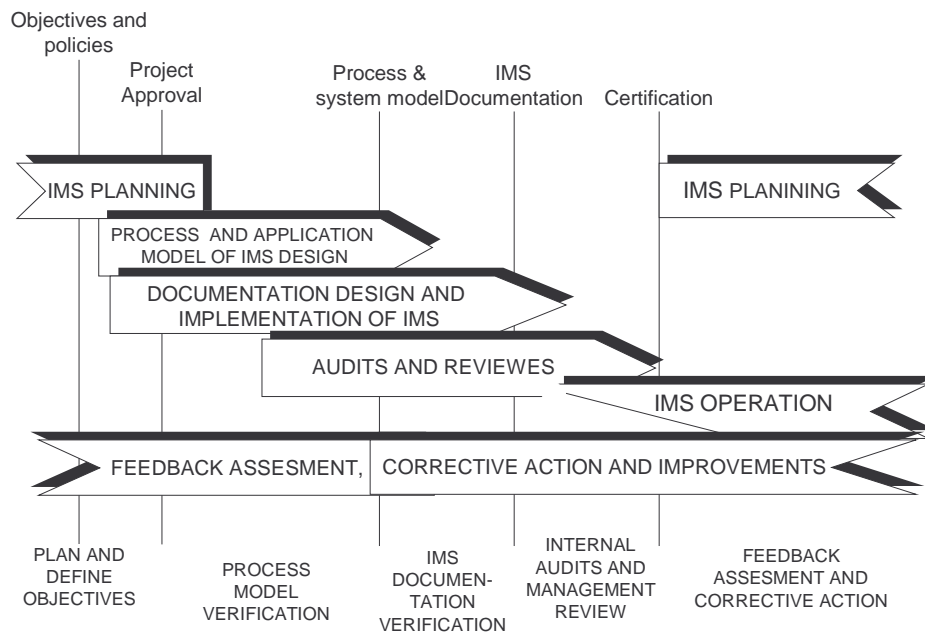 Objectives and
policies
Project
Approval
Process &
system model
IMS
Documentation
Certification
IMS PLANNING
IMS PLANINING
PROCESS AND APPLICATION
MODEL OF IMS DESIGN
DOCUMENTATION DESIGN AND
IMPLEMENTATION OF IMS
AUDITS AND REVIEWES
IMS OPERATION
FEEDBACK ASSESMENT,
CORRECTIVE ACTION AND IMPROVEMENTS
PLAN AND
DEFINE
OBJECTIVES
PROCESS
MODEL
VERIFICATION
IMS
DOCUMEN-
TATION
VERIFICATION
INTERNAL
AUDITS AND
MANAGEMENT
REVIEW
FEEDBACK
ASSESMENT AND
CORRECTIVE ACTION